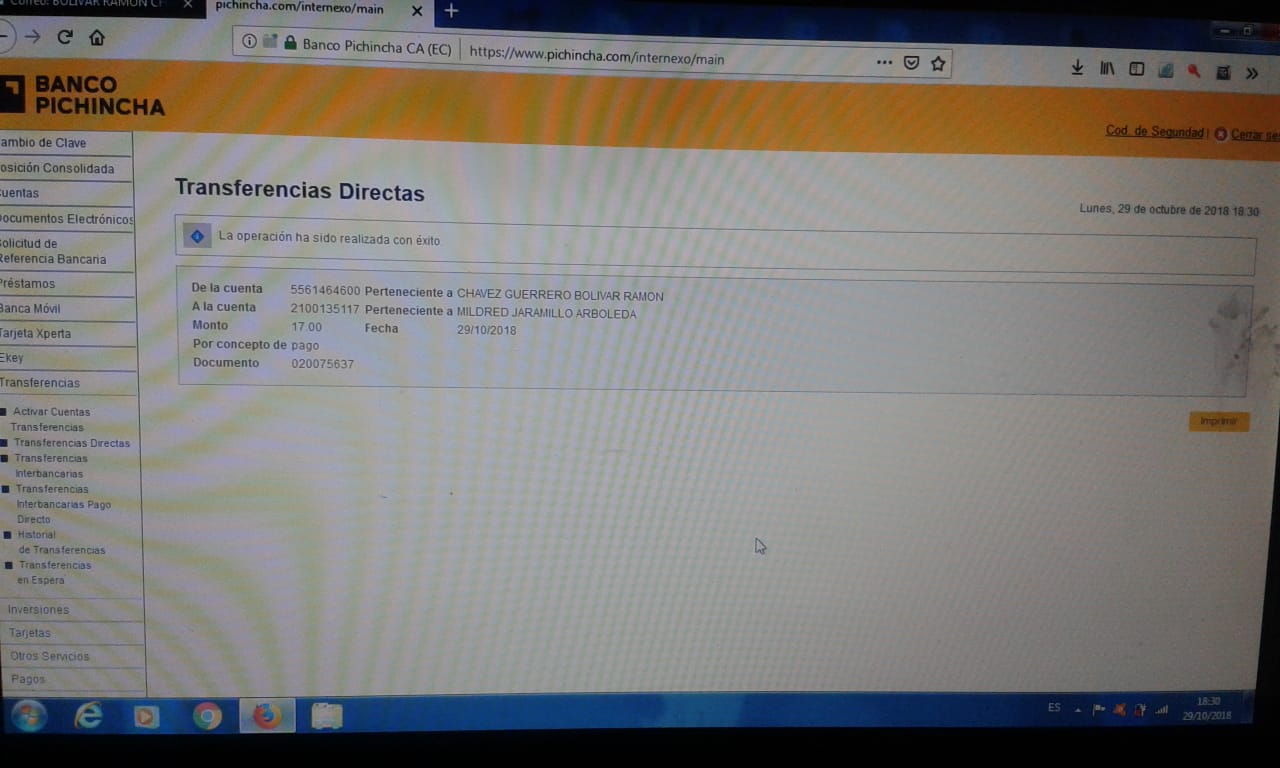 Correo: BOLIVAR RAMON
pichincha.com/internexo/main
Banco Pichincha CA (EC)
https://www.pichincha.com/internexo/main
BANCO
PICHINCHA
Cod. de Seguridad
Cerrar
ambio de Clave
osición Consolidada
uentas
ocumentos Electrónicos
olicitud de
Referencia Bancaria
Préstamos
Banca Móvil
Tarjeta Xperta
Ekey
Transferencias
Activar Cuentas
Transferencias
Transferencias Directas
Transferencias
Interbancarias
Transferencias
Interbancarias Pago
Directo
Historial
de Transferencias
Transferencias
en Espera
Inversiones
Tarjetas
Otros Servicios
Pagos
Transferencias Directas
Lunes, 29 de octubre de 2018 18:30
La operación ha sido realizada con éxito
De la cuenta 5561464600 Perteneciente a CHAVEZ GUERRERO BOLIVAR RAMON
A la cuenta 2100135117 Perteneciente a MILDRED JARAMILLO ARBOLEDA
Monto 17.00 Fecha 29/10/2018
Por concepto de pago
Documento 020075637
Imprimir
ES
18:30
29/10/2018